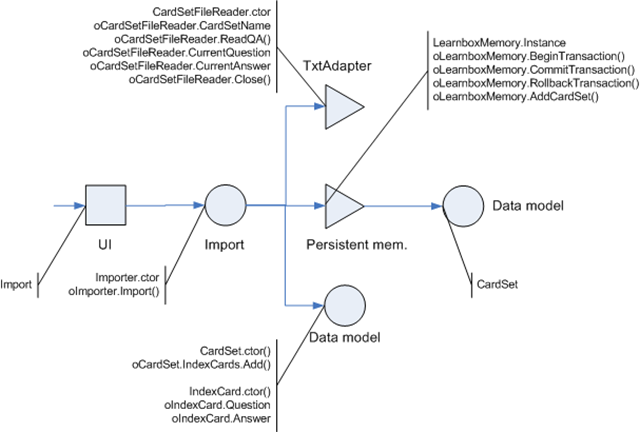 CardSetFileReader.ctor
oCardSetFileReader.CardSetName
oCardSetFileReader.ReadQA()
oCardSetFileReader.CurrentQuestion
oCardSetFileReader.CurrentAnswer
oCardSetFileReader.Close()
TxtAdapter
LearnboxMemory.Instance
oLearnboxMemory.BeginTransaction()
oLearnboxMemory.CommitTransaction()
oLearnboxMemory.RollbackTransaction()
oLearnboxMemory.AddCardSet()
UI
Import
Persistent mem.
Data model
Import
Importer.ctor
oImporter.Import()
CardSet
Data model
CardSet.ctor()
oCardSet.IndexCards.Add()
IndexCard.ctor()
oIndexCard.Question
oIndexCard.Answer